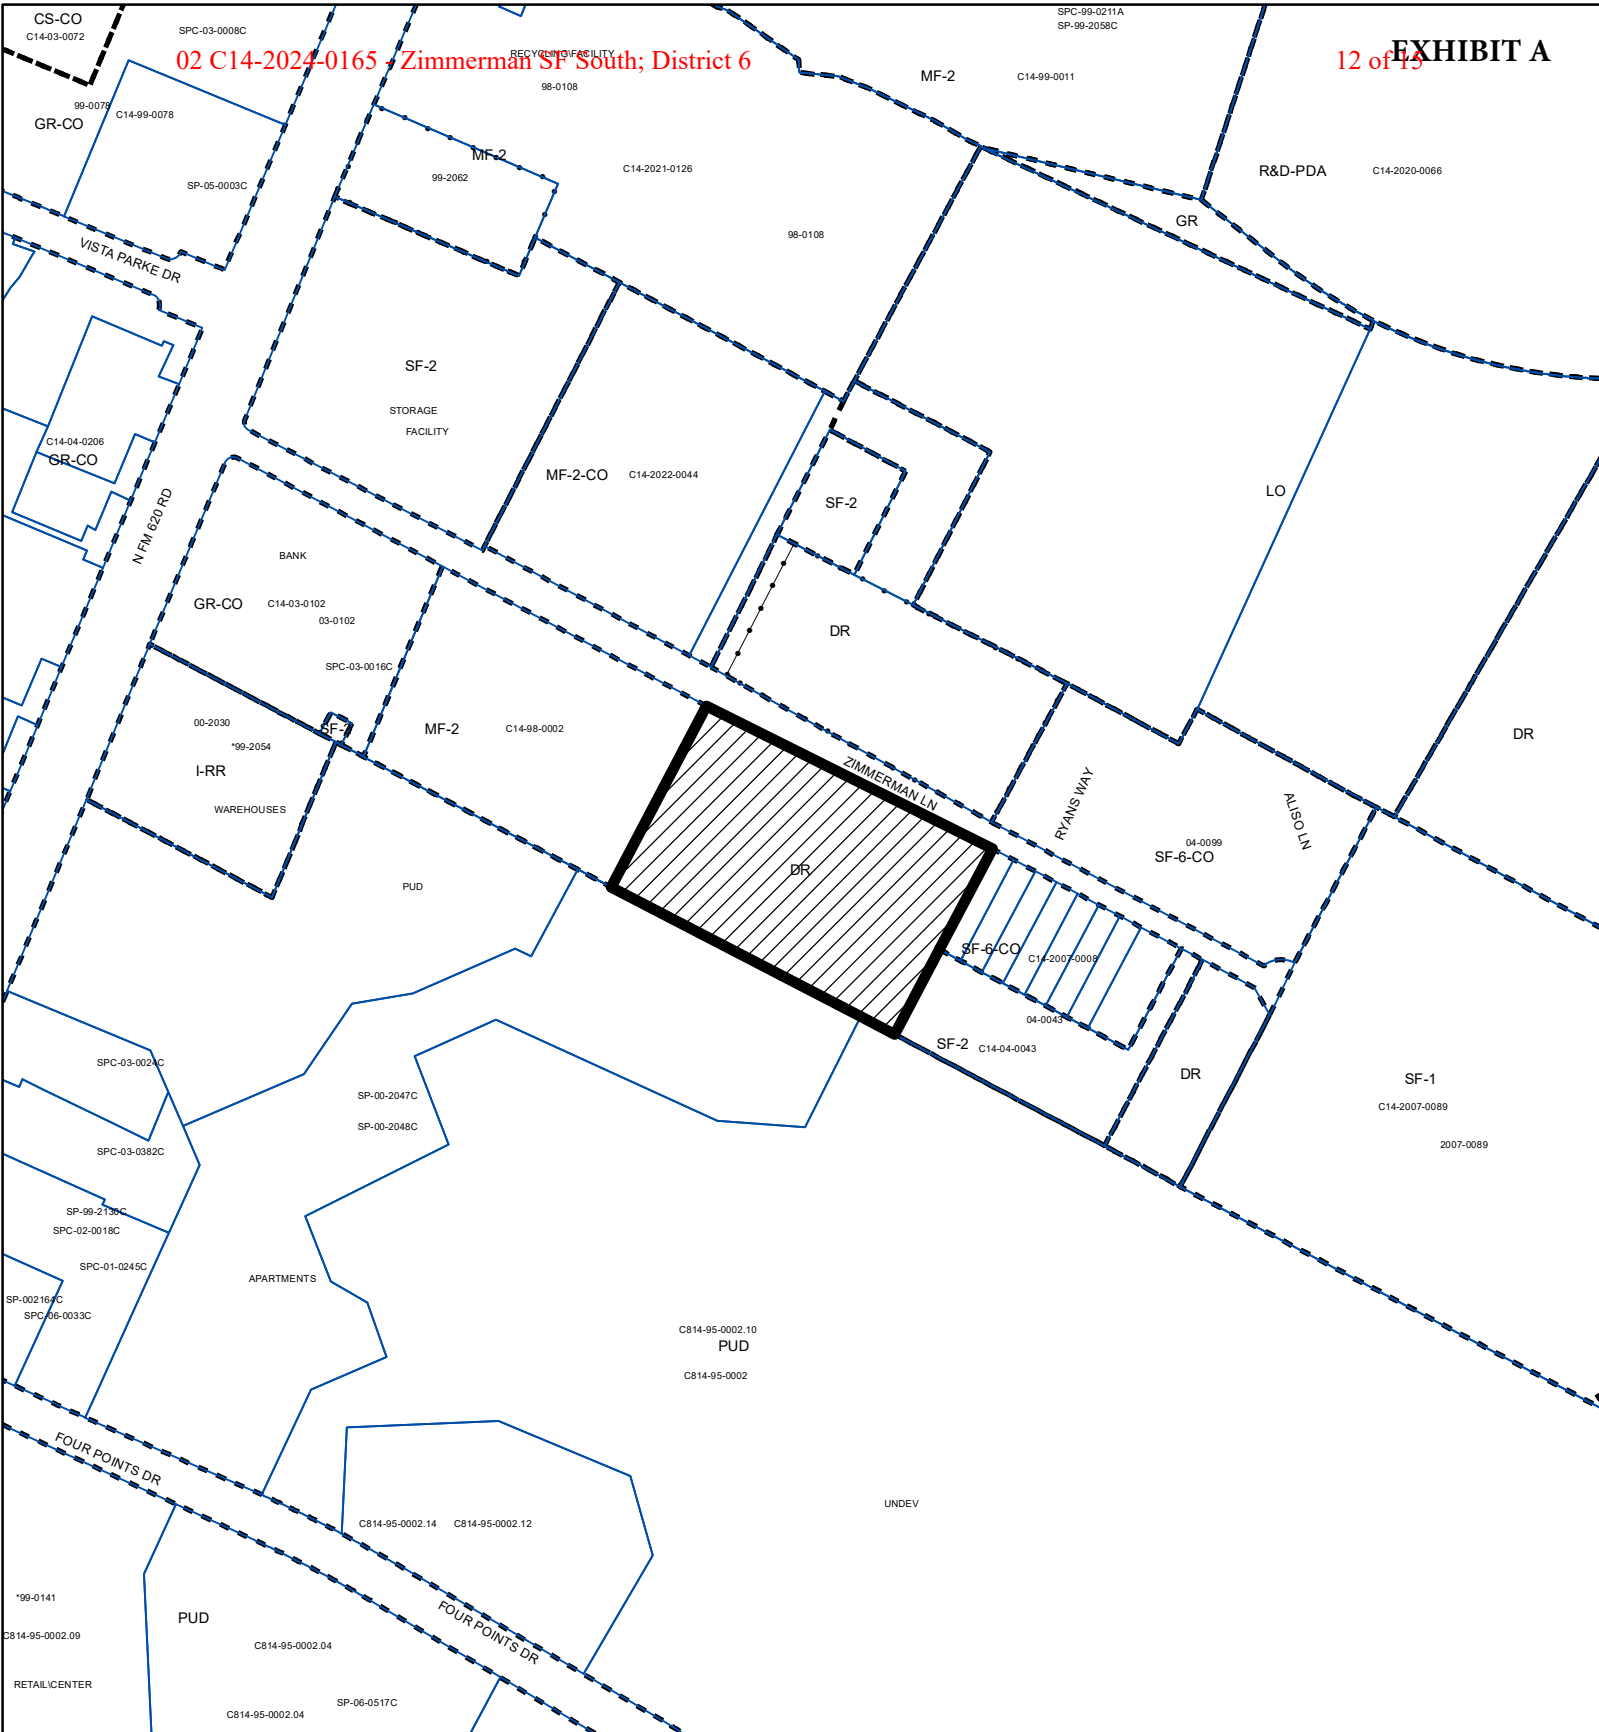 CS-CO
C14-03-0072
SPC-03-0008C
SPC-99-0211A
SP-99-2058C
02 C14-2024-0165 - Zimmerman SF South; District 6
12 of 15
EXHIBIT A
RECYCLING\FACILITY
98-0108
MF-2
C14-99-0011
99-0078
C14-99-0078
GR-CO
MF-2
99-2062
C14-2021-0126
R&D-PDA
C14-2020-0066
SP-05-0003C
GR
98-0108
VISTA PARKE DR
SF-2
STORAGE
FACILITY
C14-04-0206
GR-CO
MF-2-CO
C14-2022-0044
SF-2
LO
N FM 620 RD
BANK
GR-CO
C14-03-0102
03-0102
DR
SPC-03-0016C
00-2030
SF-2
MF-2
C14-98-0002
*99-2054
I-RR
DR
WAREHOUSES
ZIMMERMAN LN
RYANS WAY
ALISO LN
04-0099
SF-6-CO
DR
PUD
SF-6-CO
C14-2007-0008
04-0043
SF-2
C14-04-0043
SPC-03-0024C
DR
SF-1
C14-2007-0089
SP-00-2047C
SP-00-2048C
2007-0089
SPC-03-0382C
SP-99-2130C
SPC-02-0018C
SPC-01-0245C
APARTMENTS
SP-002164C
SPC-06-0033C
C814-95-0002.10
PUD
C814-95-0002
FOUR POINTS DR
UNDEV
C814-95-0002.14
C814-95-0002.12
*99-0141
PUD
C814-95-0002.09
C814-95-0002.04
FOUR POINTS DR
RETAIL\CENTER
SP-06-0517C
C814-95-0002.04